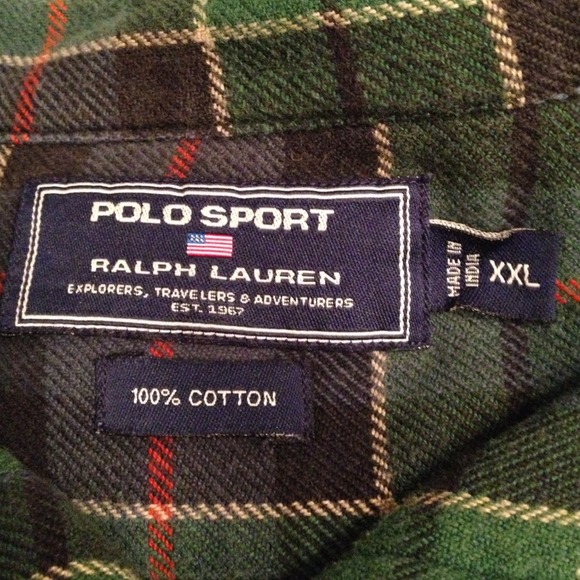 POLO SPORT
RALPH LAUREN
EXPLORERS, TRAVELERS & ADVENTURERS
EST. 1967
MADE IN
INDIA
XXL
100% COTTON